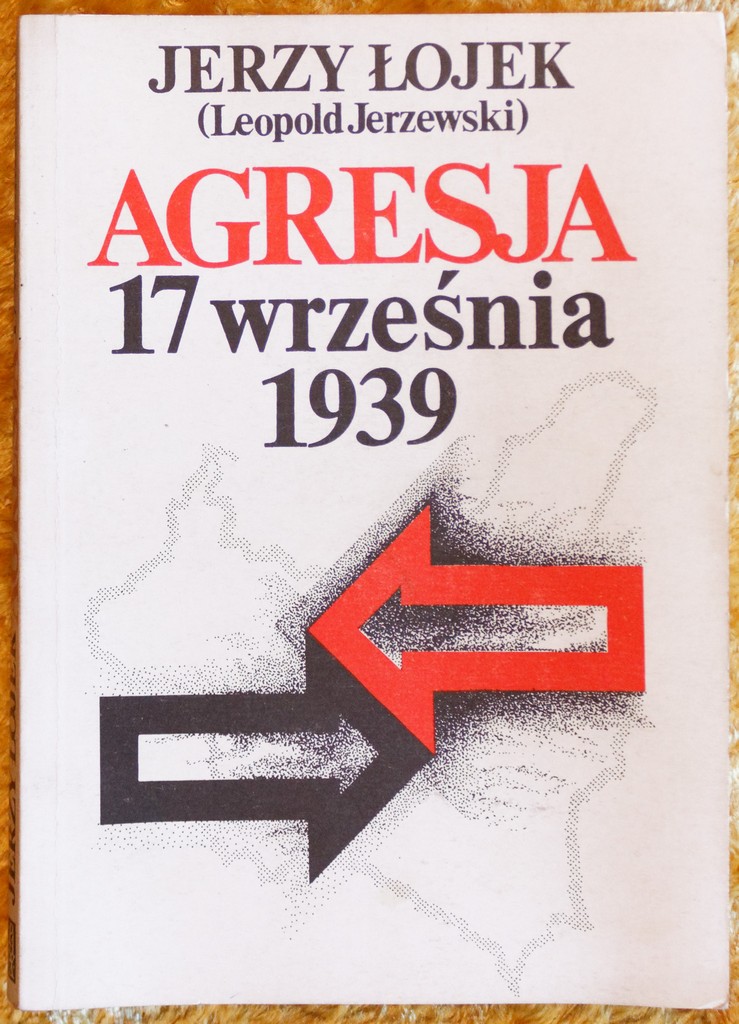 JERZY ŁOJEK
(Leopold Jerzewski)
AGRESJA
17 września
1939